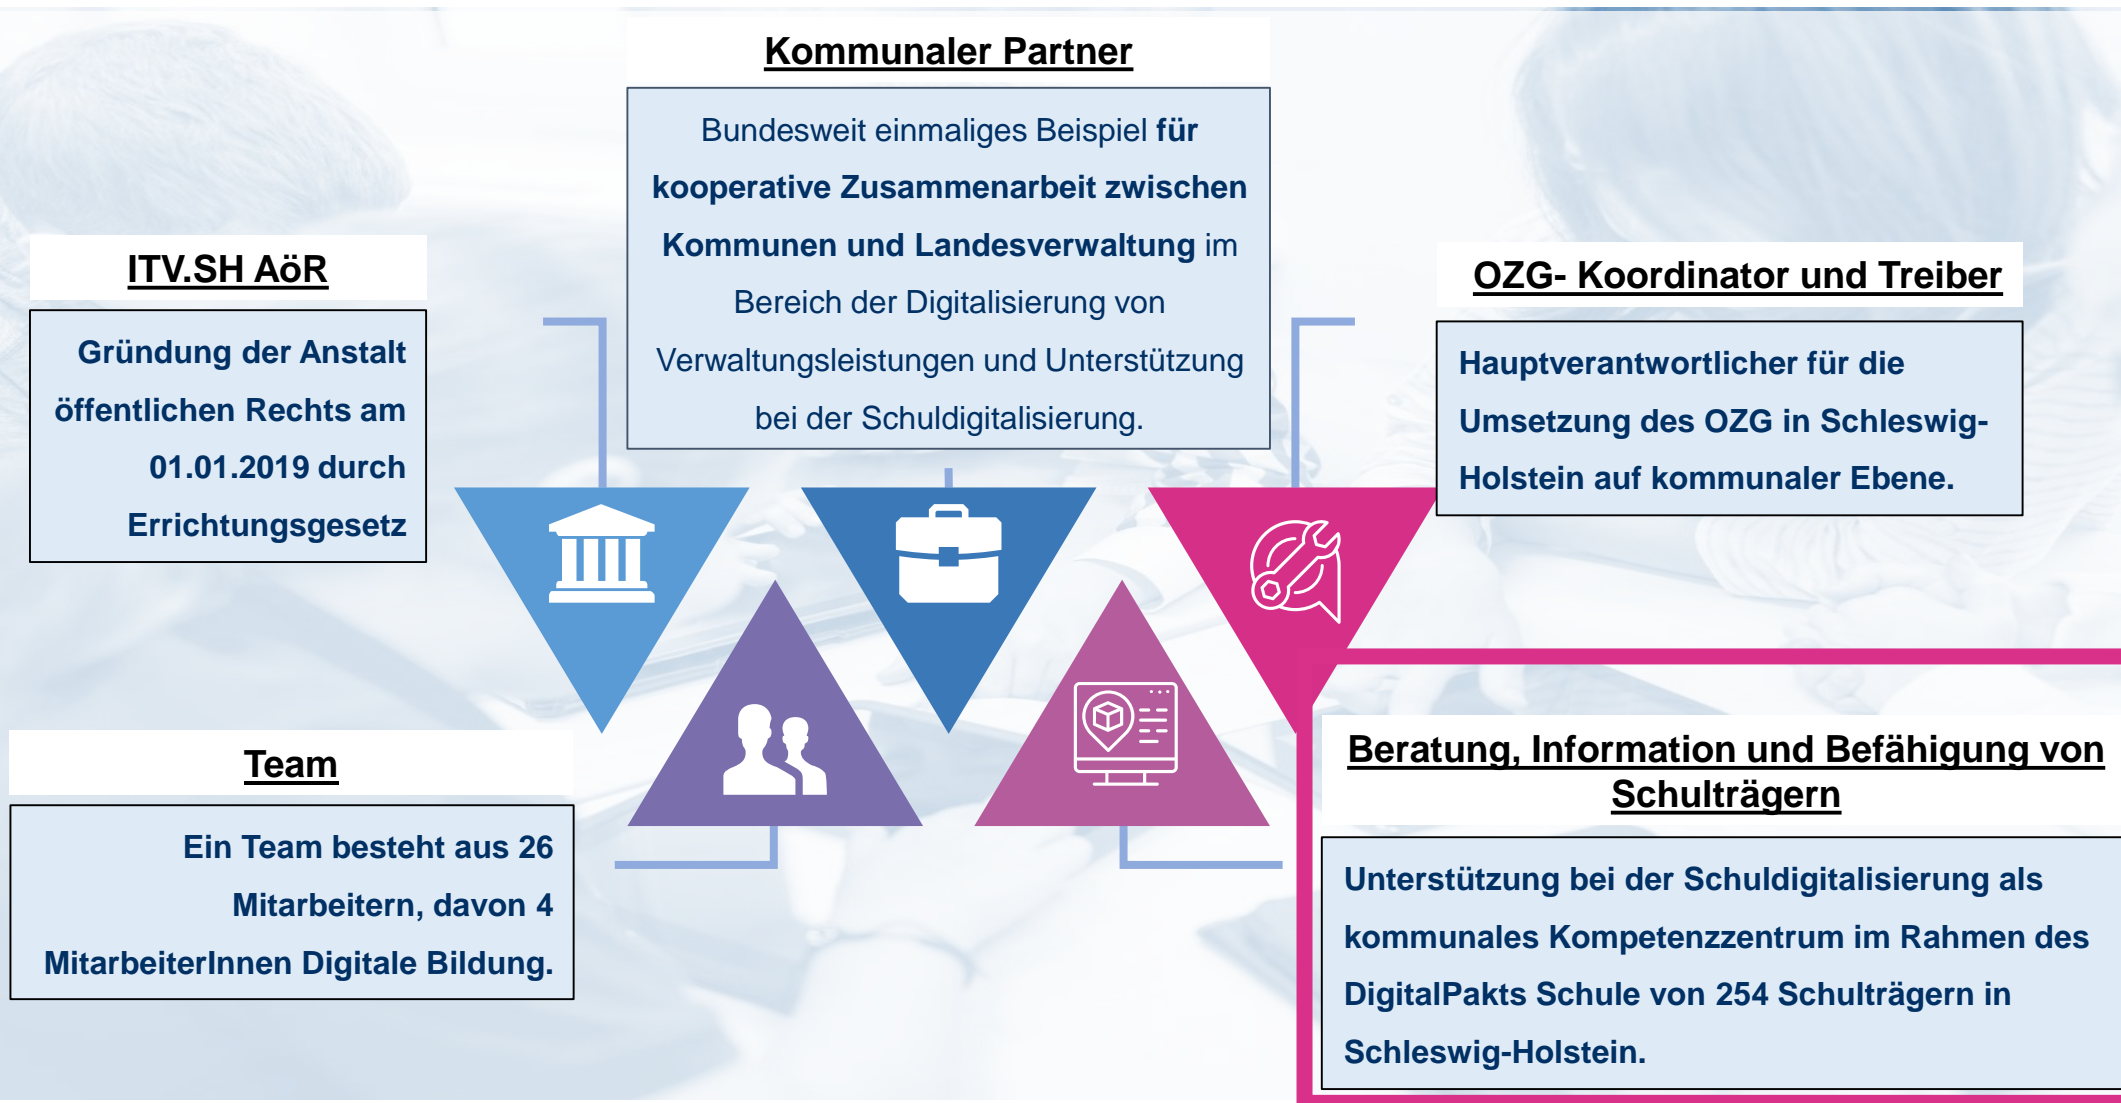 Kommunaler Partner
Bundesweit einmaliges Beispiel für
kooperative Zusammenarbeit zwischen
Kommunen und Landesverwaltung im
Bereich der Digitalisierung von
Verwaltungsleistungen und Unterstützung
bei der Schuldigitalisierung.
ITV.SH AöR
Gründung der Anstalt
öffentlichen Rechts am
01.01.2019 durch
Errichtungsgesetz
OZG- Koordinator und Treiber
Hauptverantwortlicher für die
Umsetzung des OZG in Schleswig-
Holstein auf kommunaler Ebene.
Team
Ein Team besteht aus 26
Mitarbeitern, davon 4
MitarbeiterInnen Digitale Bildung.
Beratung, Information und Befähigung von
Schulträgern
Unterstützung bei der Schuldigitalisierung als
kommunales Kompetenzzentrum im Rahmen des
DigitalPakts Schule von 254 Schulträgern in
Schleswig-Holstein.